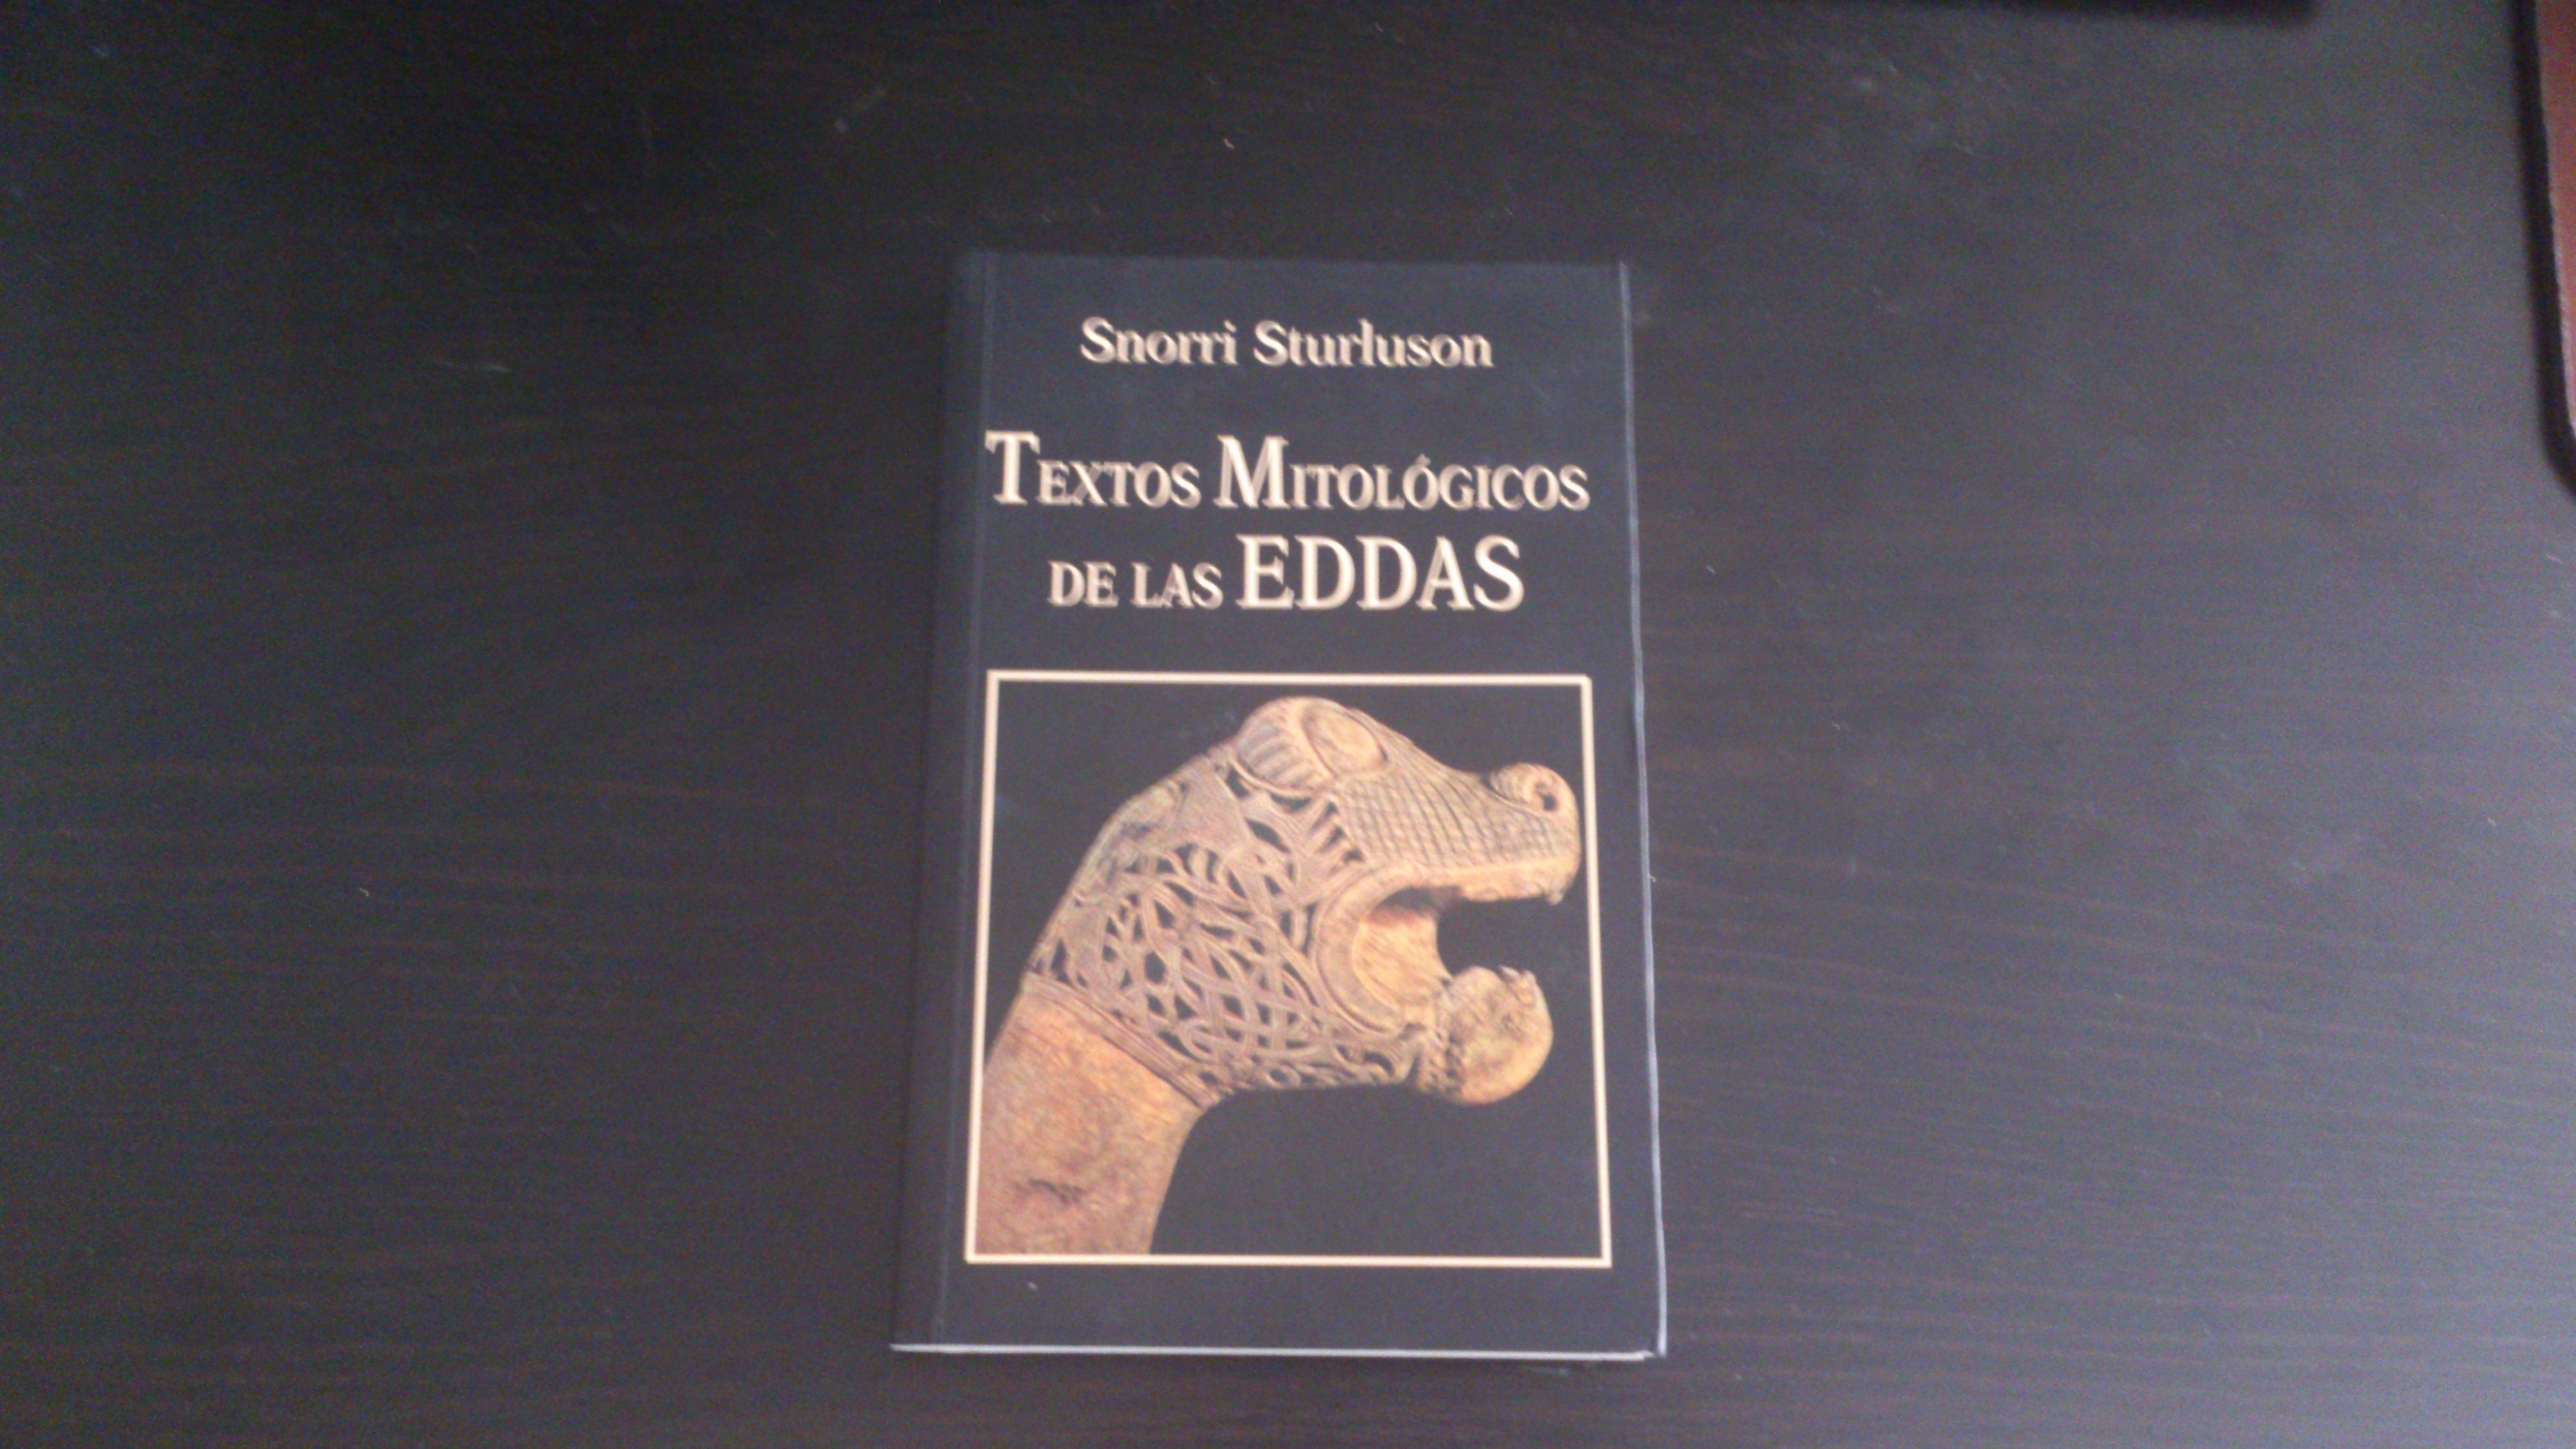 Snorri Sturluson
TEXTOS MITOLÓGICOS
DE LAS EDDAS